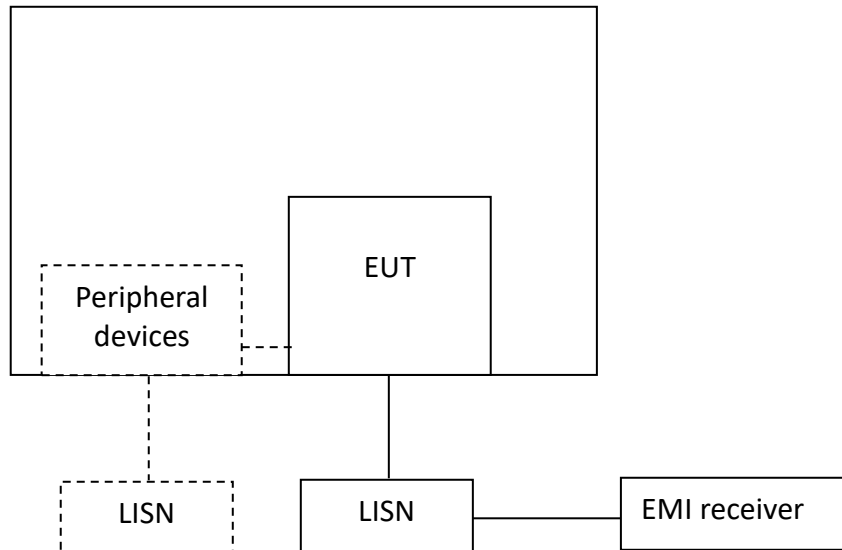 EUT
Peripheral
devices
LISN
LISN
EMI receiver